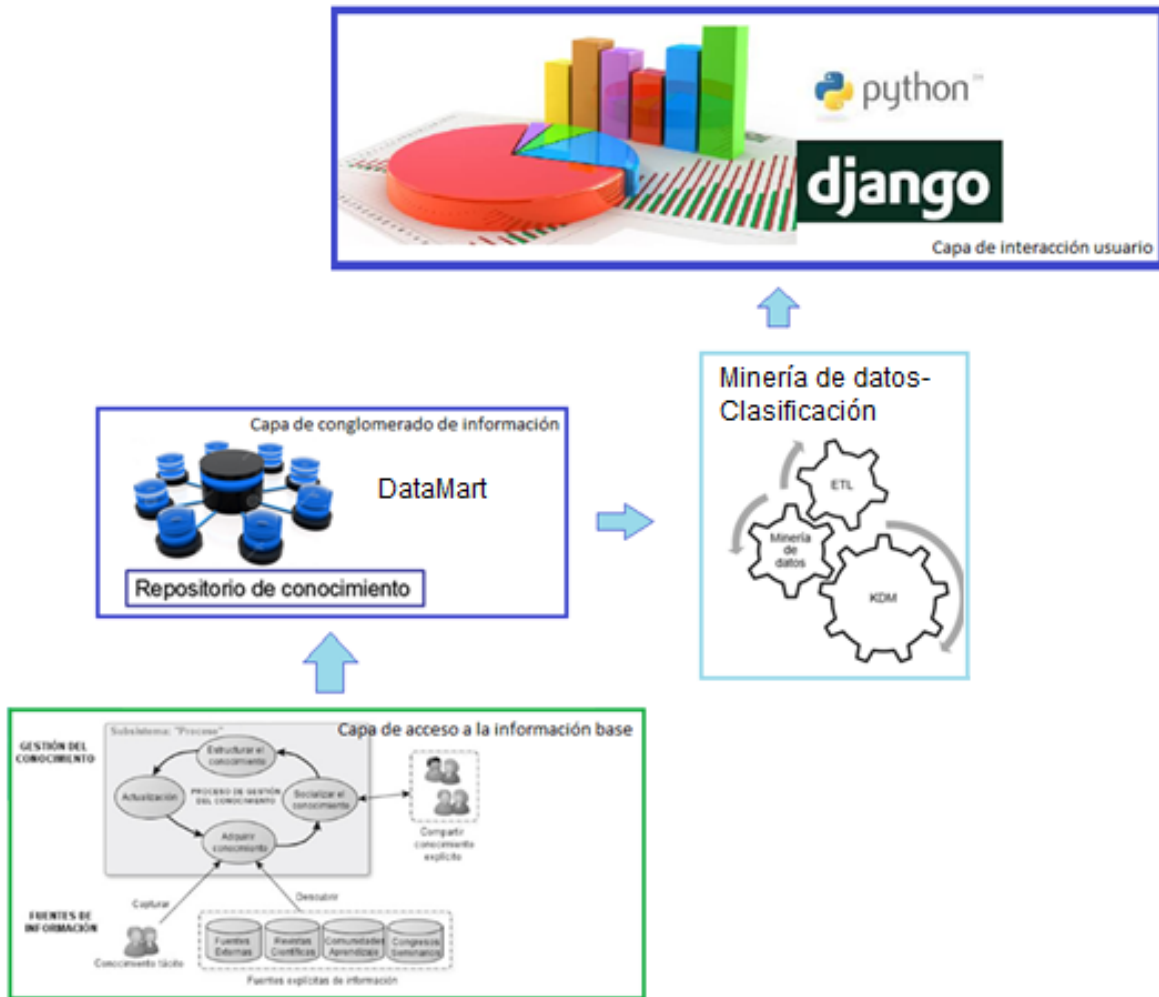 python™
django
Capa de interacción usuario
Minería de datos-
Clasificación
ETL
Minería
de
datos
KDM
Capa de conglomerado de información
DataMart
Repositorio de conocimiento
Capa de acceso a la información base
Subsistema: "Proceso"
GESTIÓN DEL
CONOCIMIENTO
Estructurar el
conocimiento
Actualización
PROCESO DE GESTIÓN
DEL CONOCIMIENTO
Socializar el
conocimiento
Adquirir
conocimiento
Compartir
conocimiento
explícito
Capturar
Descubrir
FUENTES DE
INFORMACIÓN
Conocimiento tácito
Fuentes
Externas
Revistas
Científicas
Comunidades
Aprendizaje
Congresos
Seminarios
Fuentes explícitas de información